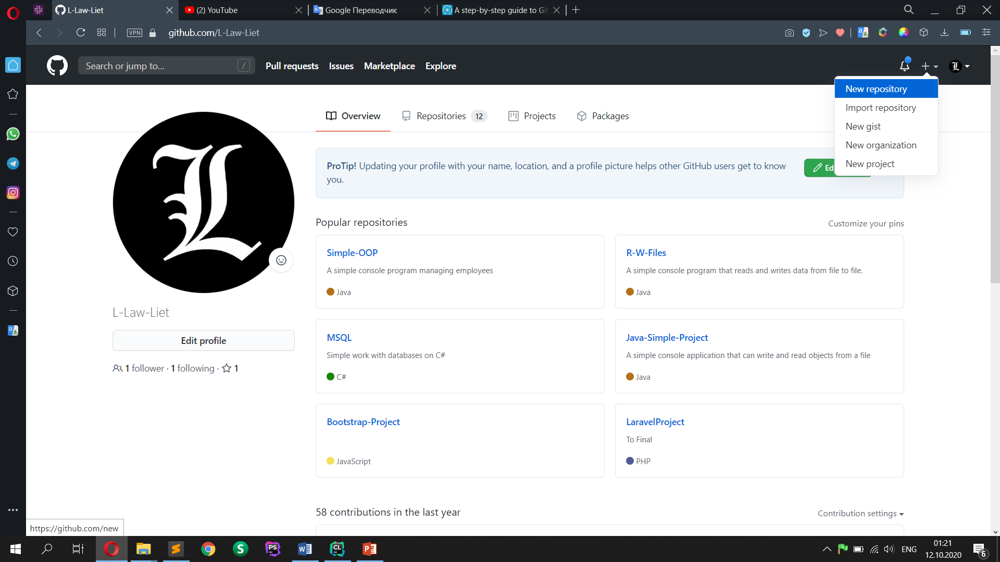 L-Law-Liet
(2) YouTube
Google Переводчик
A step-by-step guide to Git
VPN
github.com/L-Law-Liet
Search or jump to...
/
Pull requests
Issues
Marketplace
Explore
New repository
Import repository
New gist
New organization
New project
Overview
Repositories 12
Projects
Packages
ProTip! Updating your profile with your name, location, and a profile picture helps other GitHub users get to know
you.
Ed
L
L-Law-Liet
Edit profile
1 follower · 1 following · 1
Popular repositories
Customize your pins
Simple-OOP
A simple console program managing employees
Java
R-W-Files
A simple console program that reads and writes data from file to file.
Java
MSQL
Simple work with databases on C#
C#
Java-Simple-Project
A simple console application that can write and read objects from a file
Java
Bootstrap-Project
JavaScript
LaravelProject
To Final
PHP
58 contributions in the last year
Contribution settings
https://github.com/new
S
PS
W
CL
P
ENG
01:21
12.10.2020
6